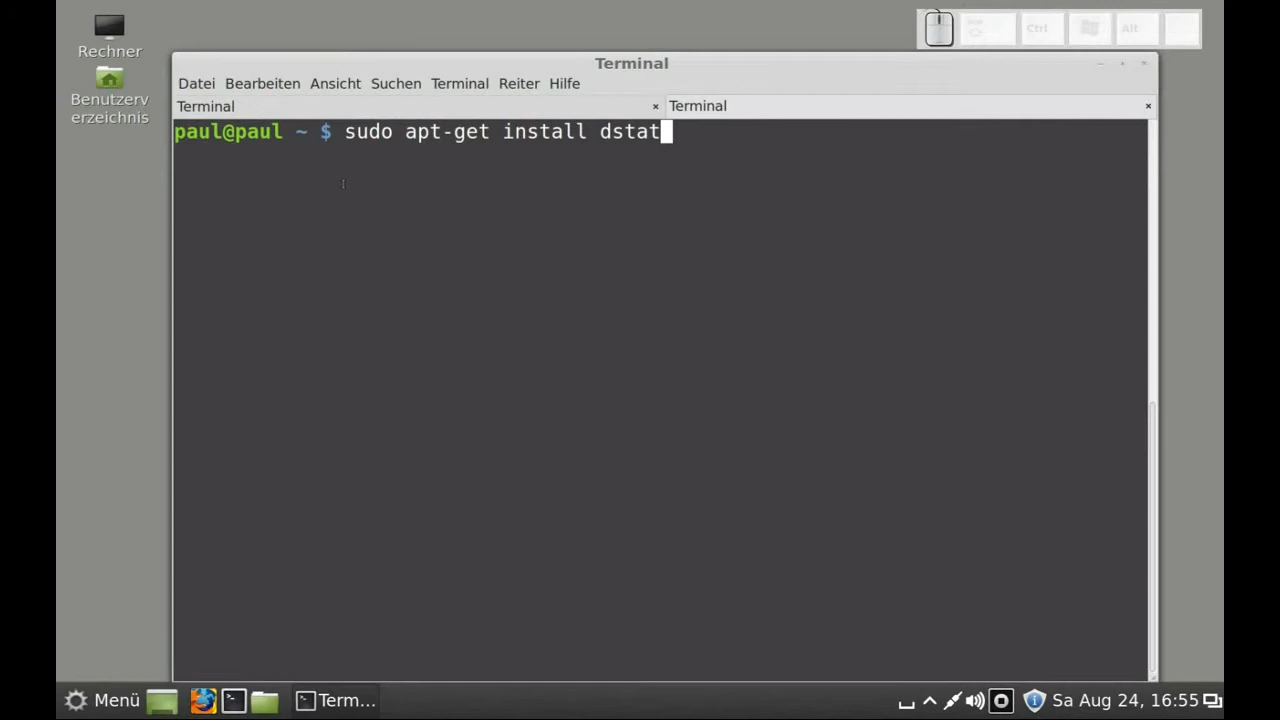 Rechner
Benutzerv
erzeichnis
Ctrl
Alt
Terminal
Datei Bearbeiten Ansicht Suchen Terminal Reiter Hilfe
Terminal × Terminal ×
paul@paul ~ $ sudo apt-get install dstat
Menü Term... Sa Aug 24, 16:55